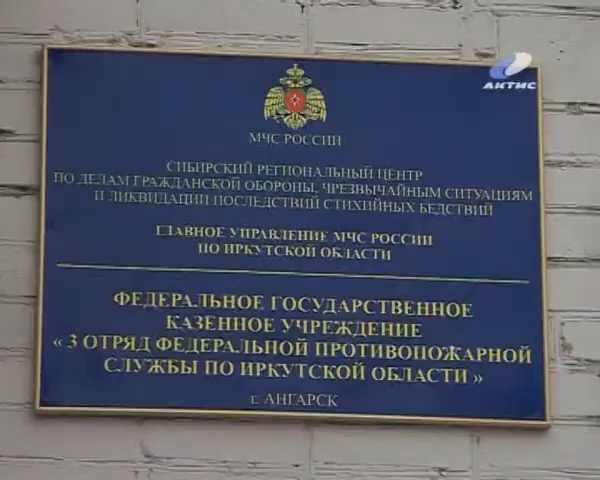 АКТИС
МЧС РОССИИ
СИБИРСКИЙ РЕГИОНАЛЬНЫЙ ЦЕНТР
ПО ДЕЛАМ ГРАЖДАНСКОЙ ОБОРОНЫ, ЧРЕЗВЫЧАЙНЫМ СИТУАЦИЯМ
И ЛИКВИДАЦИИ ПОСЛЕДСТВИЙ СТИХИЙНЫХ БЕДСТВИЙ
ГЛАВНОЕ УПРАВЛЕНИЕ МЧС РОССИИ
ПО ИРКУТСКОЙ ОБЛАСТИ
ФЕДЕРАЛЬНОЕ ГОСУДАРСТВЕННОЕ
КАЗЕННОЕ УЧРЕЖДЕНИЕ
« 3 ОТРЯД ФЕДЕРАЛЬНОЙ ПРОТИВОПОЖАРНОЙ
СЛУЖБЫ ПО ИРКУТСКОЙ ОБЛАСТИ »
г. АНГАРСК